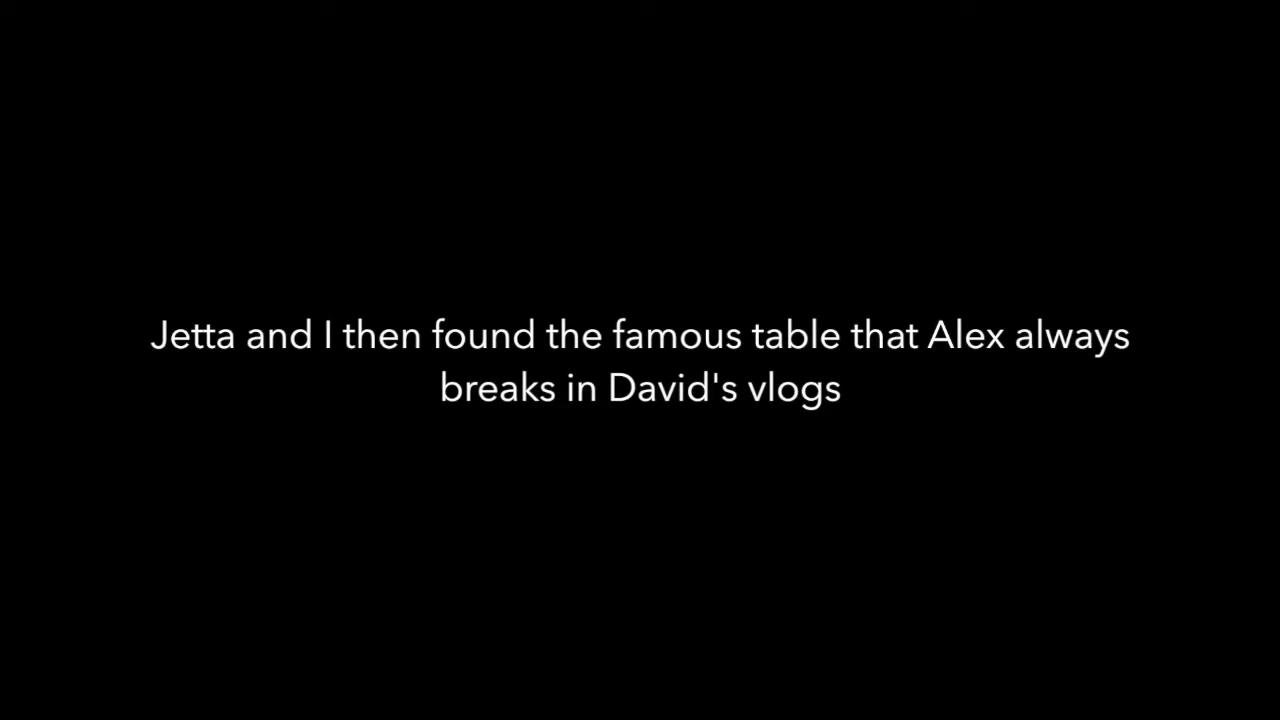 Jetta and I then found the famous table that Alex always
breaks in David's vlogs